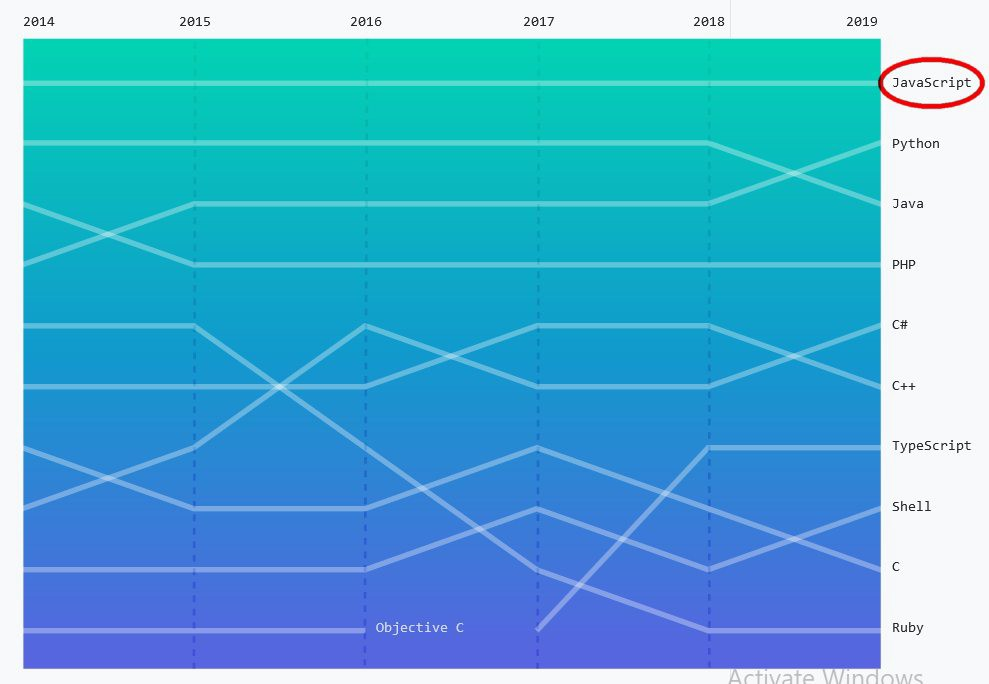 2014 2015 2016 2017 2018 2019
JavaScript
Python
Java
PHP
C#
C++
TypeScript
Shell
C
Objective C Ruby
Activate Windows